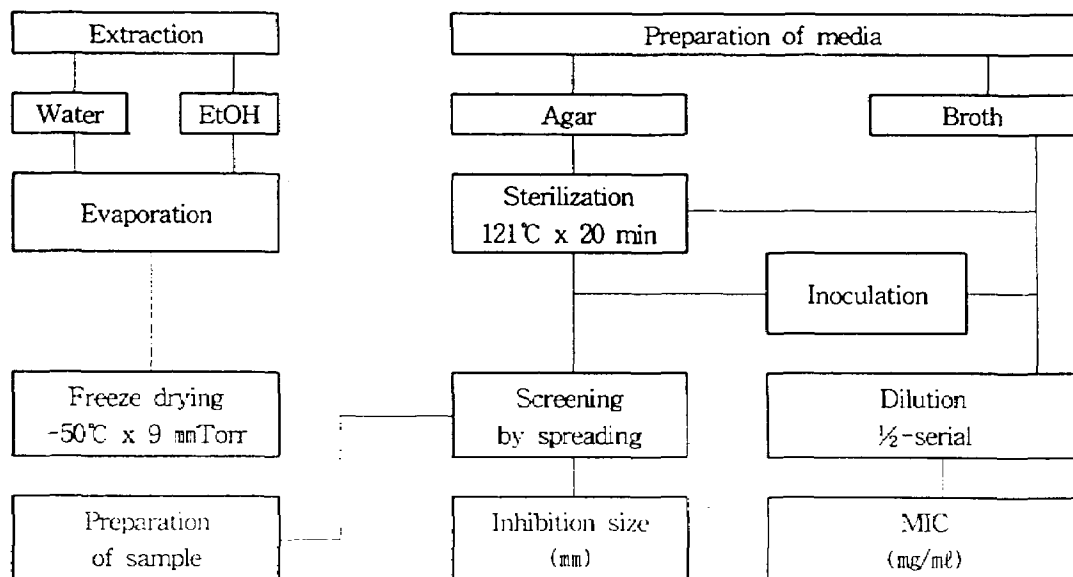 Extraction
Preparation of media
Water
EtOH
Agar
Broth
Evaporation
Sterilization
121℃ x 20 min
Inoculation
Freeze drying
-50℃ x 9 mmTorr
Screening
by spreading
Dilution
½-serial
Preparation
of sample
Inhibition size
(mm)
MIC
(mg/mℓ)